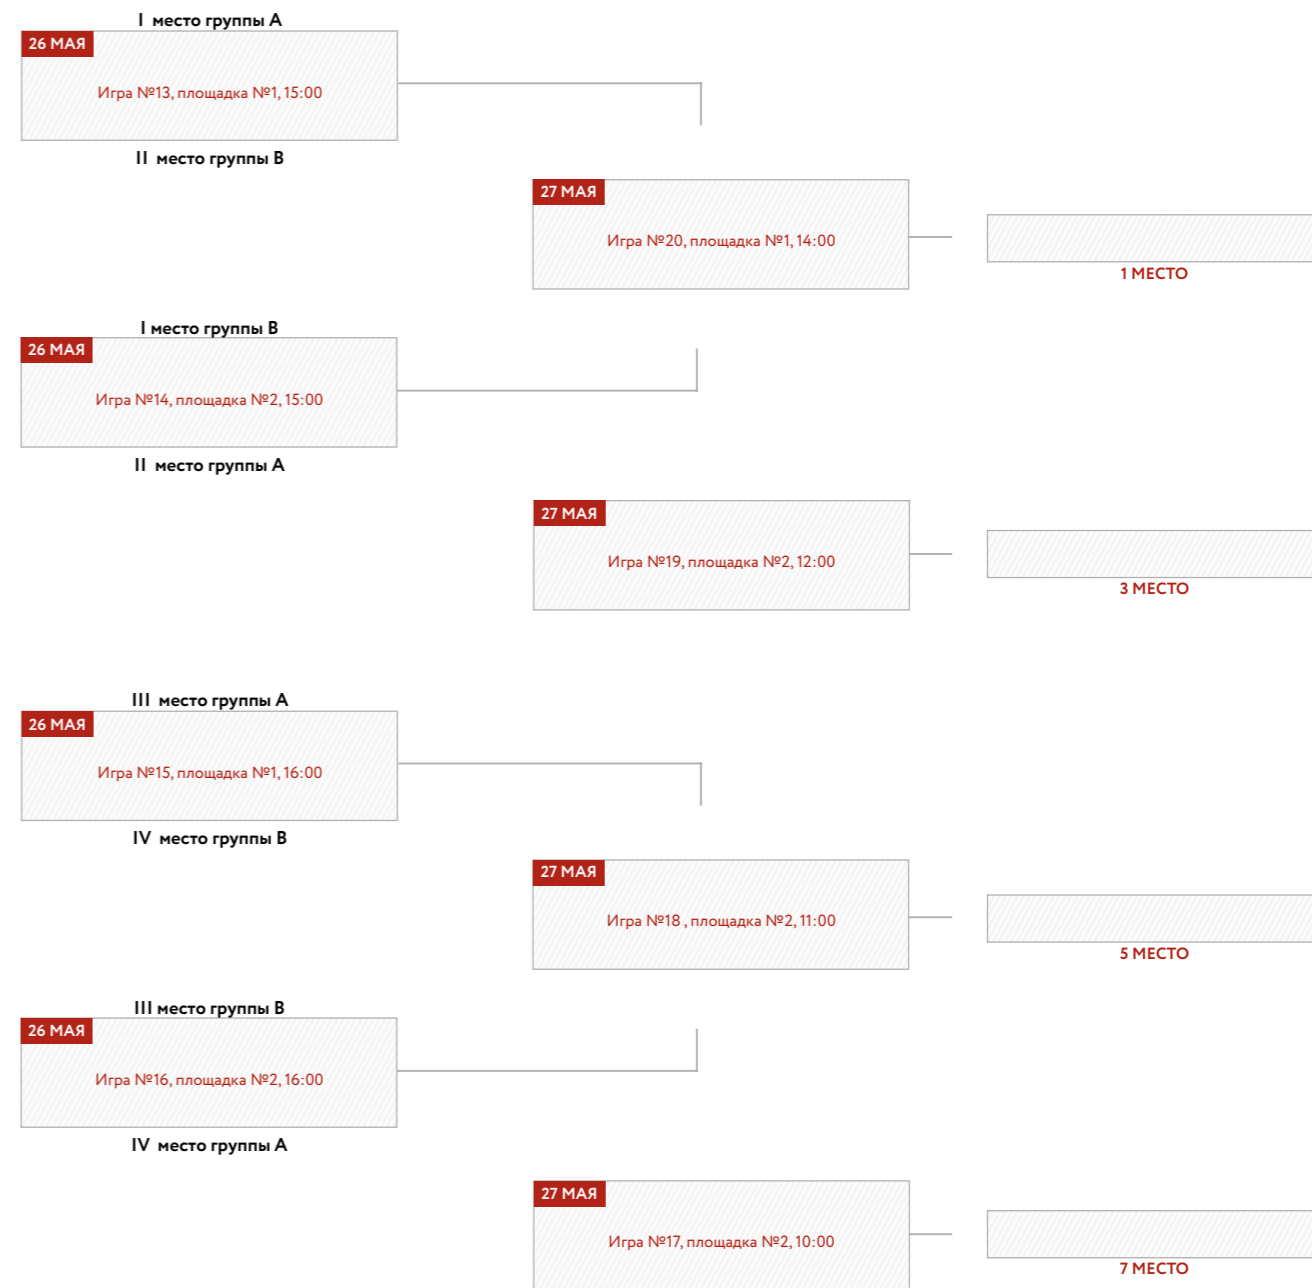 I место группы A
26 МАЯ
Игра №13, площадка №1, 15:00
II место группы B
27 МАЯ
Игра №20, площадка №1, 14:00
1 МЕСТО
I место группы B
26 МАЯ
Игра №14, площадка №2, 15:00
II место группы A
27 МАЯ
Игра №19, площадка №2, 12:00
3 МЕСТО
III место группы A
26 МАЯ
Игра №15, площадка №1, 16:00
IV место группы B
27 МАЯ
Игра №18 , площадка №2, 11:00
5 МЕСТО
III место группы B
26 МАЯ
Игра №16, площадка №2, 16:00
IV место группы A
27 МАЯ
Игра №17, площадка №2, 10:00
7 МЕСТО